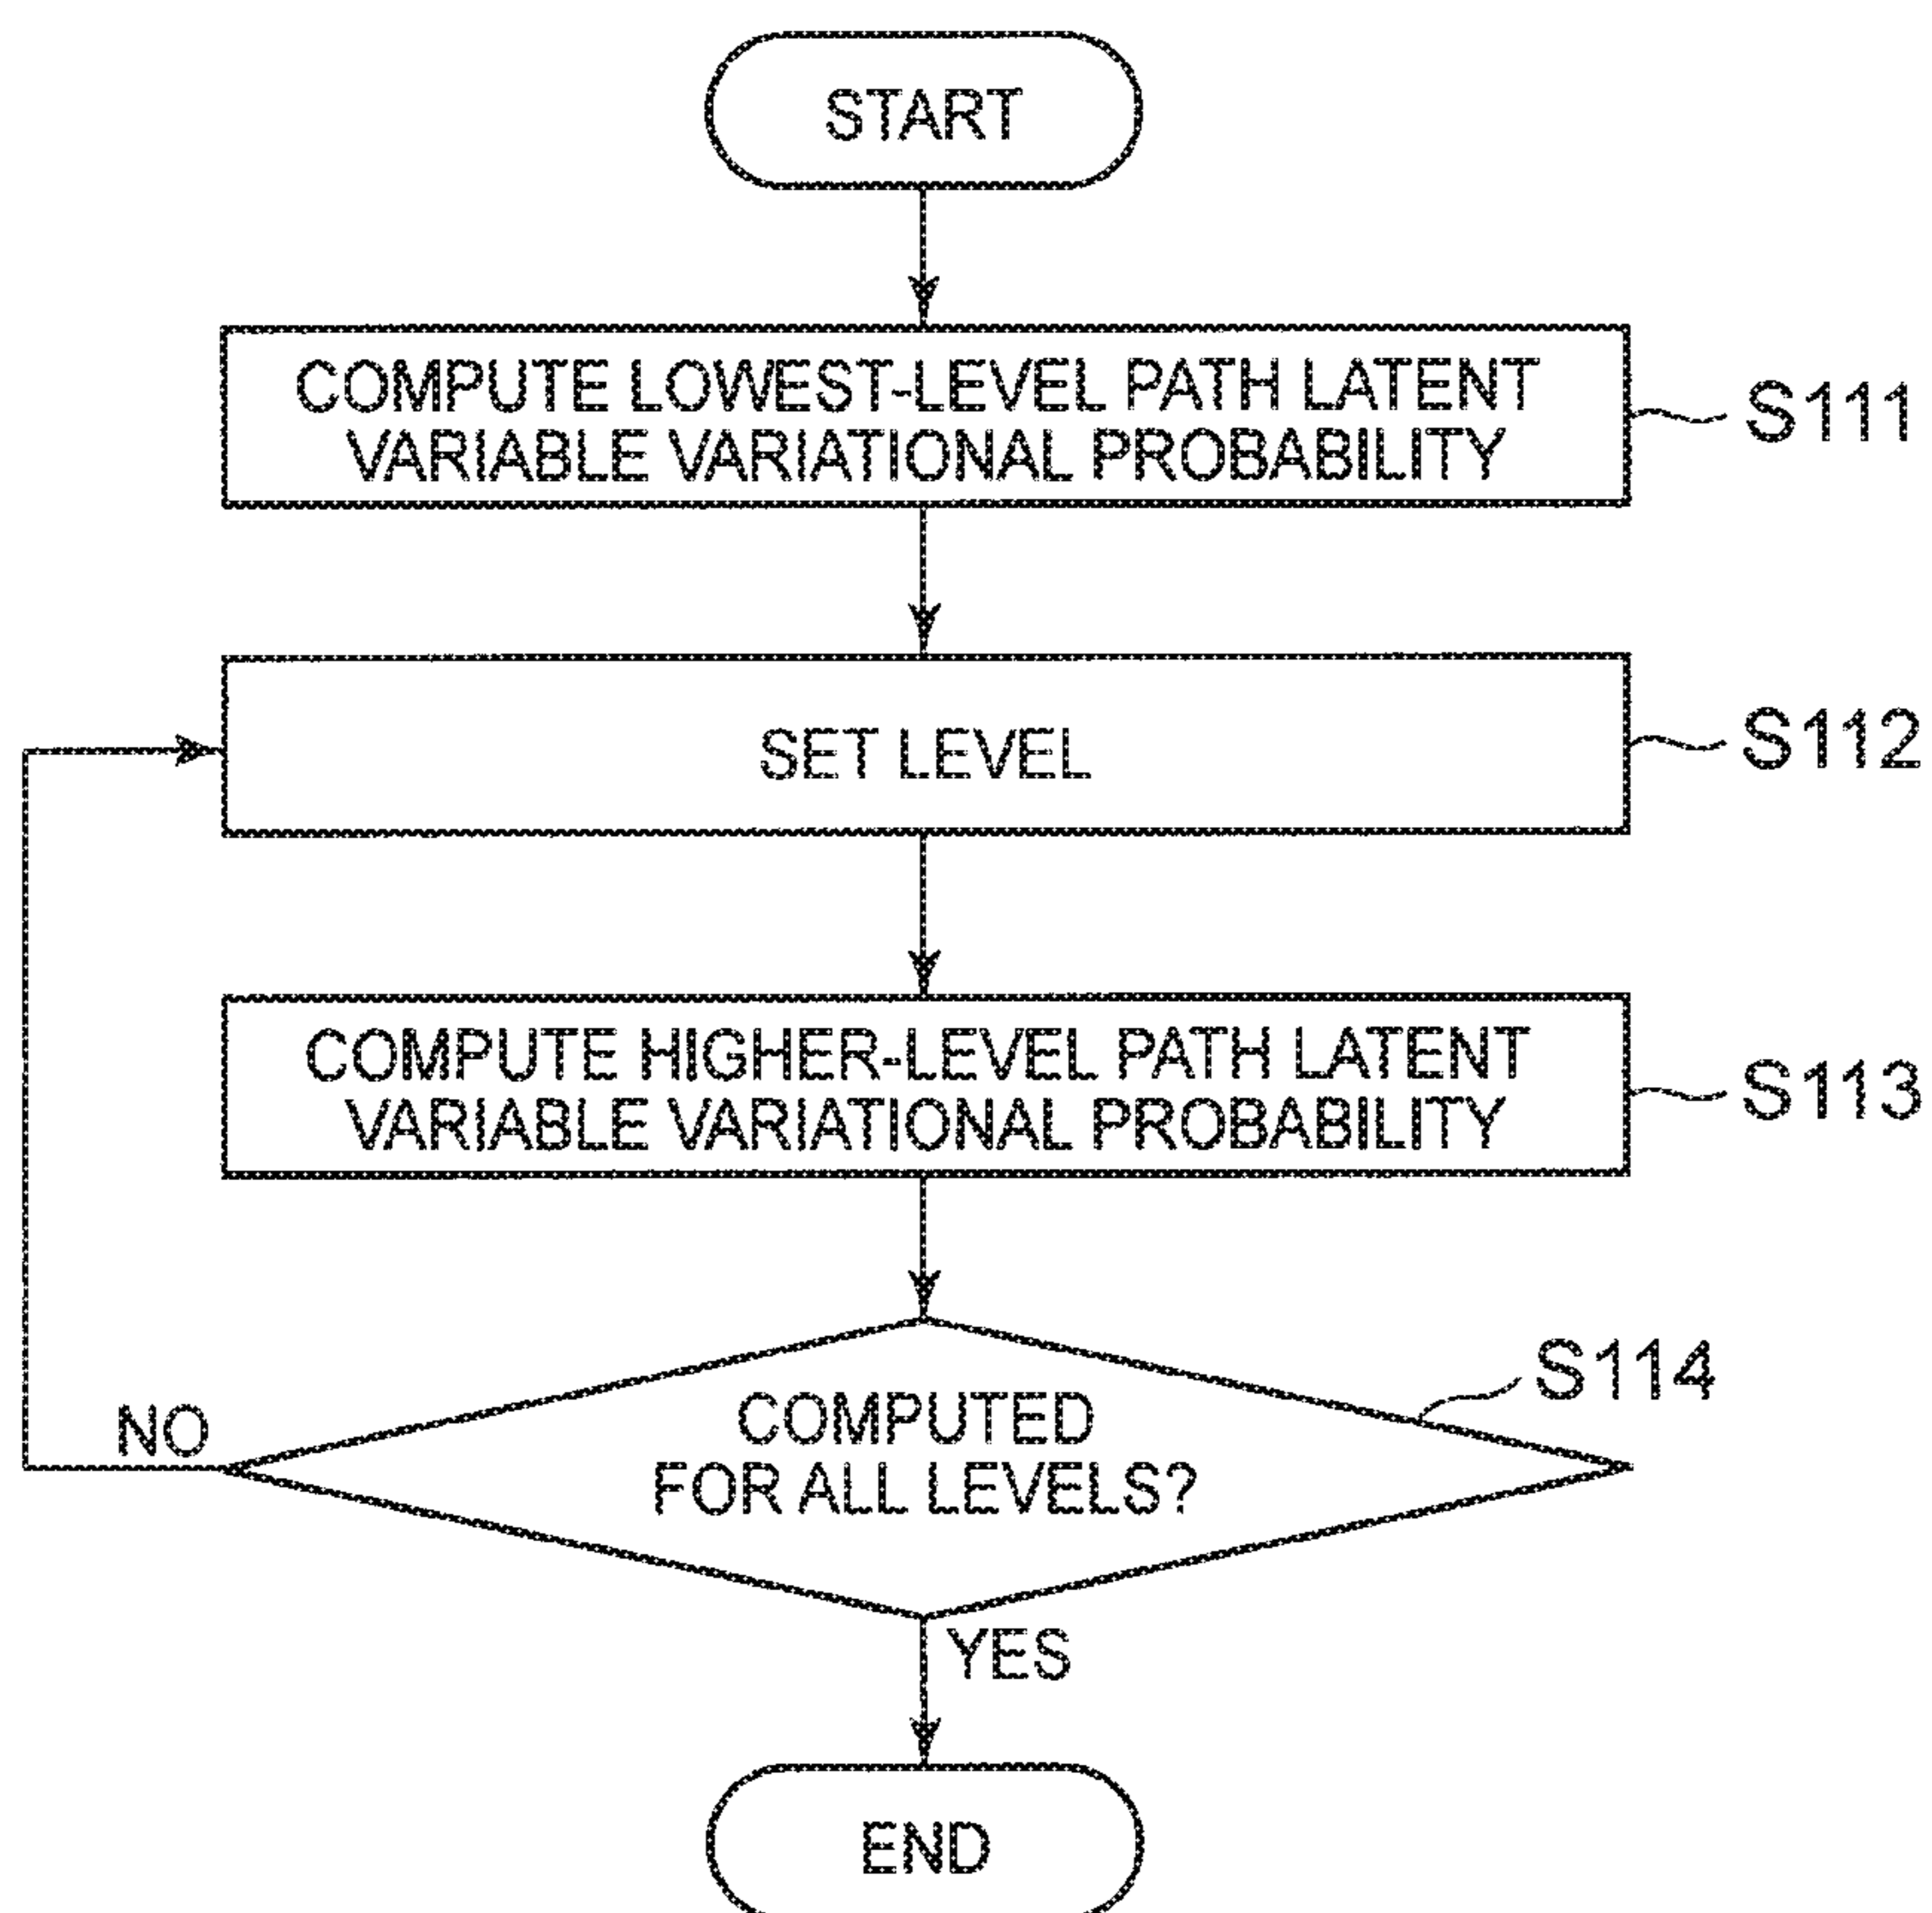 START
COMPUTE LOWEST-LEVEL PATH LATENT
VARIABLE VARIATIONAL PROBABILITY
S111
SET LEVEL
S112
COMPUTE HIGHER-LEVEL PATH LATENT
VARIABLE VARIATIONAL PROBABILITY
S113
S114
COMPUTED
FOR ALL LEVELS?
NO
YES
END